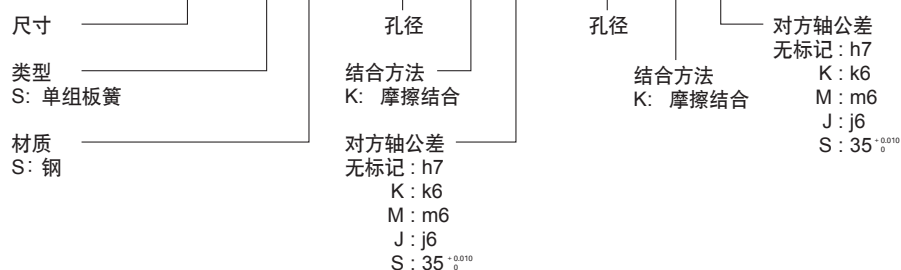 尺寸
类型
S: 单组板簧
材质
S: 钢
孔径
结合方法
K: 摩擦结合
对方轴公差
无标记 : h7
K : k6
M : m6
J : j6
S : 35 +0.010 0
孔径
结合方法
K: 摩擦结合
对方轴公差
无标记 : h7
K : k6
M : m6
J : j6
S : 35 +0.010 0